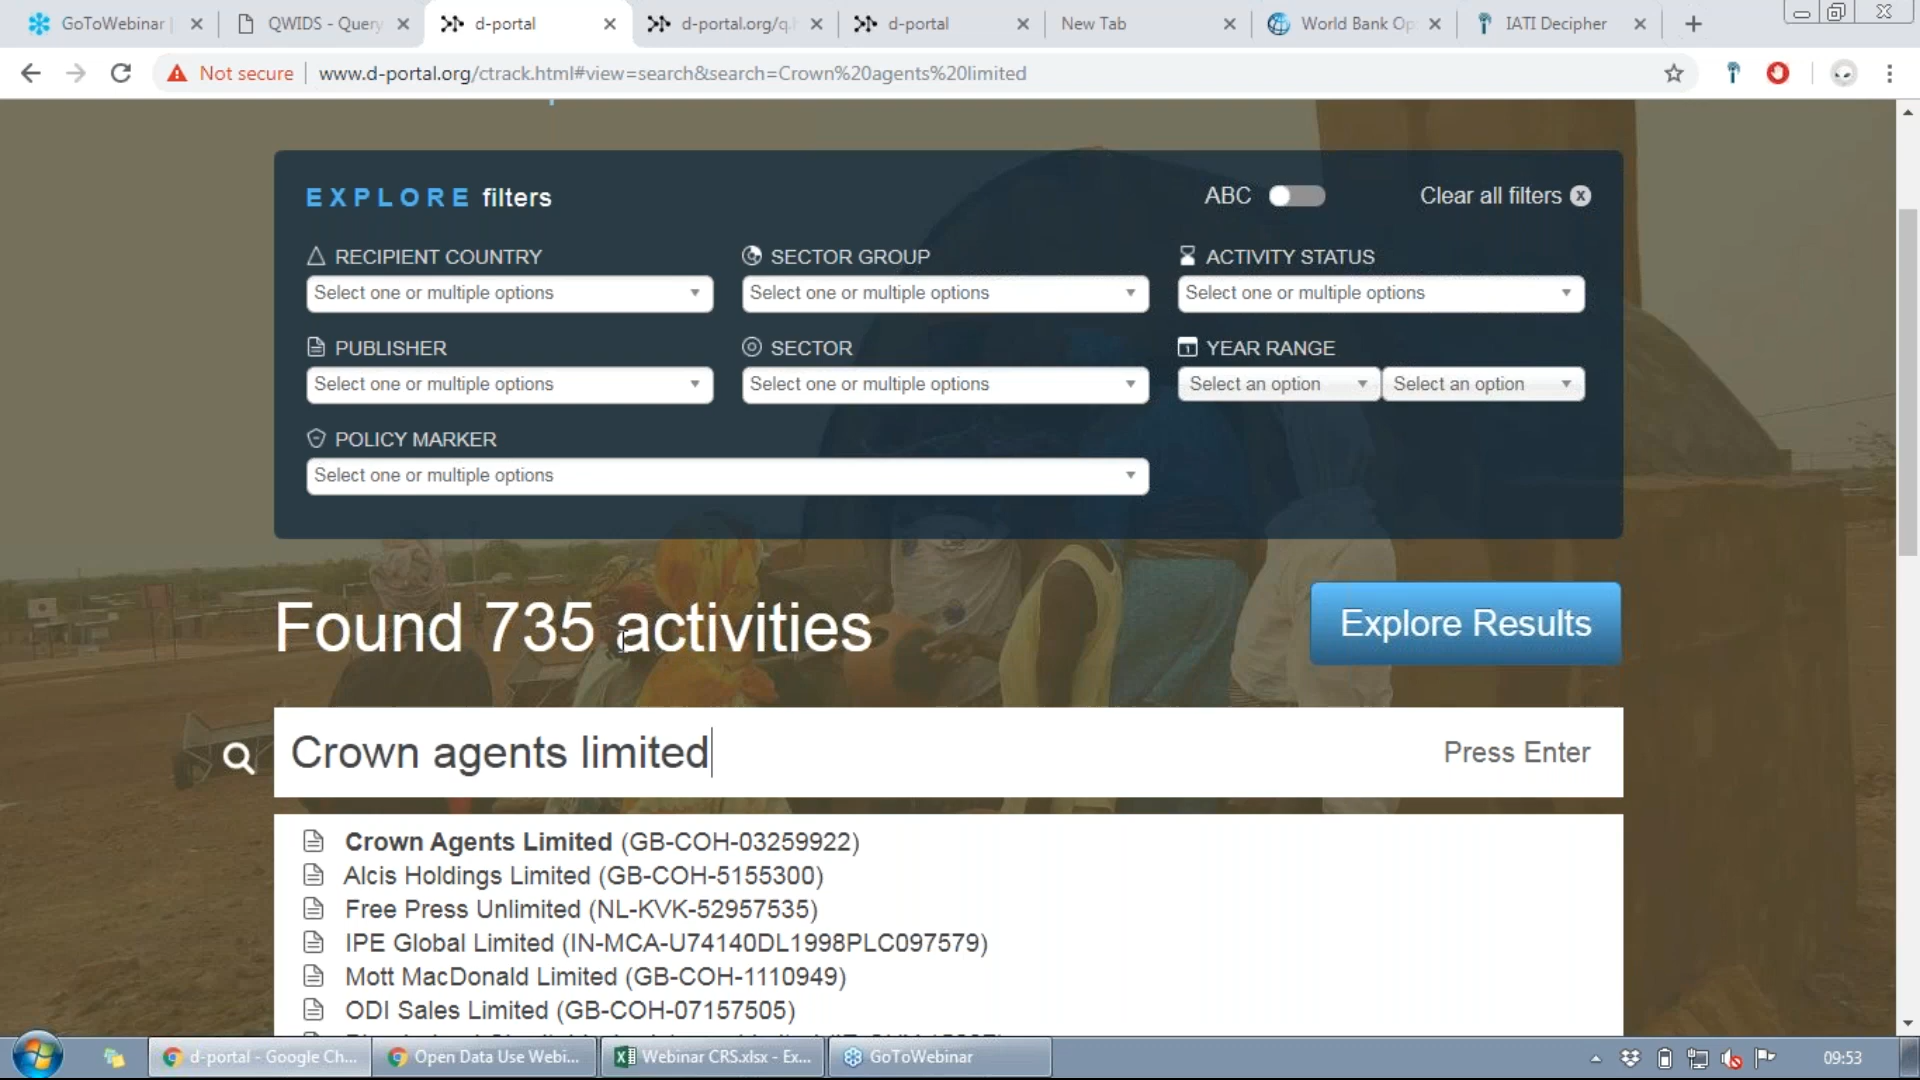 GoToWebinar
QWIDS - Query
d-portal
d-portal.org/q.h
d-portal
New Tab
World Bank Op
IATI Decipher
Not secure
www.d-portal.org/ctrack.html#view=search&search=Crown%20agents%20limited
EXPLORE filters
ABC
Clear all filters
RECIPIENT COUNTRY
SECTOR GROUP
ACTIVITY STATUS
Select one or multiple options
Select one or multiple options
Select one or multiple options
PUBLISHER
SECTOR
YEAR RANGE
Select one or multiple options
Select one or multiple options
Select an option
Select an option
POLICY MARKER
Select one or multiple options
Found 735 activities
Explore Results
Crown agents limited
Press Enter
Crown Agents Limited (GB-COH-03259922)
Alcis Holdings Limited (GB-COH-5155300)
Free Press Unlimited (NL-KVK-52957535)
IPE Global Limited (IN-MCA-U74140DL1998PLC097579)
Mott MacDonald Limited (GB-COH-1110949)
ODI Sales Limited (GB-COH-07157505)
d-portal - Google Ch...
Open Data Use Webi...
Webinar CRS.xlsx - Ex...
GoToWebinar
09:53